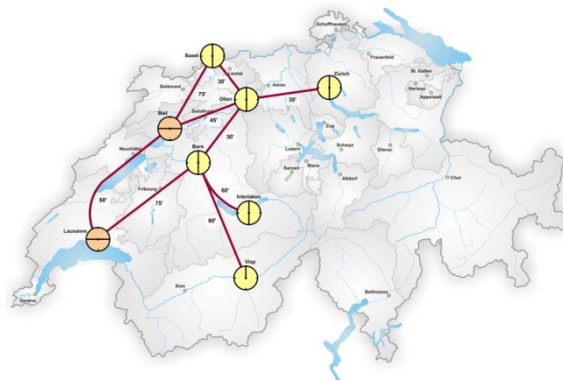 Schaffhausen
Basel
Liestal
Zürich
Frauenfeld
St. Gallen
Herisau
Appenzell
Delémont
75'
30'
Aarau
Olten
30'
Solothurn
45'
Biel
Bern
30'
Zug
Luzern
Schwyz
Glarus
Neuchâtel
Stans
Sarnen
Altdorf
Chur
Fribourg
60'
60'
75'
Interlaken
60'
Lausanne
Visp
Sion
Genève
Bellinzona